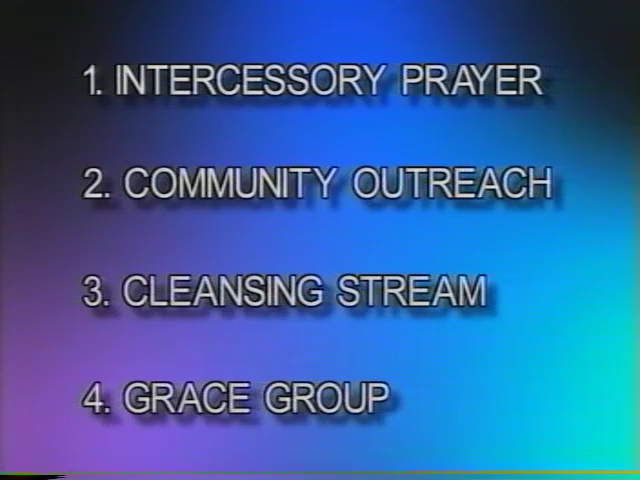 1. INTERCESSORY PRAYER
2. COMMUNITY OUTREACH
3. CLEANSING STREAM
4. GRACE GROUP